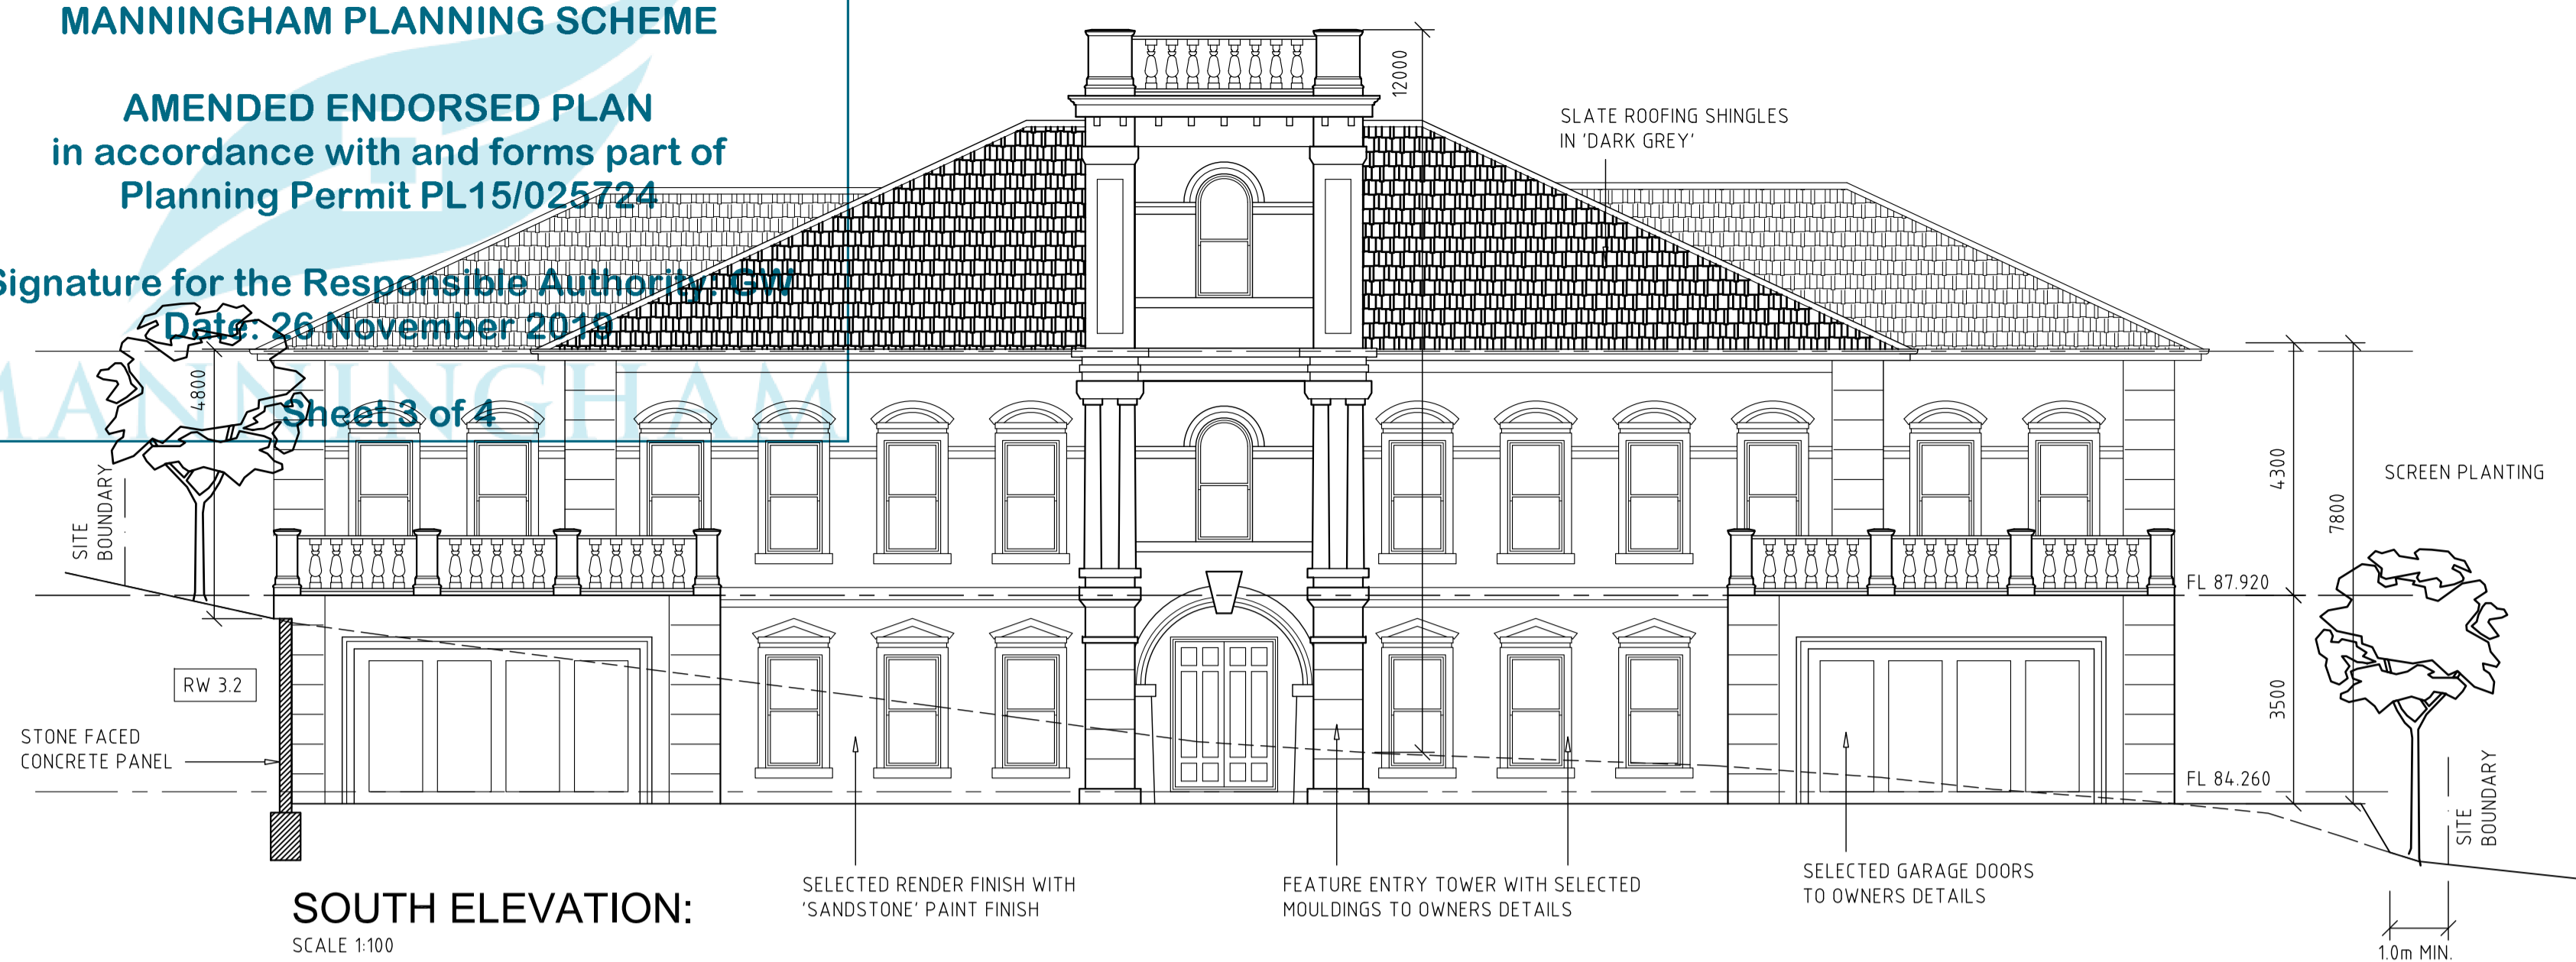 MANNINGHAM PLANNING SCHEME
AMENDED ENDORSED PLAN
in accordance with and forms part of
Planning Permit PL15/025724
Signature for the Responsible Authority: GW
Date: 26 November 2019
MANNINGHAM
Sheet 3 of 4
12000
SLATE ROOFING SHINGLES
IN 'DARK GREY'
4800
SITE
BOUNDARY
4300
7800
SCREEN PLANTING
FL 87.920
RW 3.2
3500
STONE FACED
CONCRETE PANEL
FL 84.260
SITE
BOUNDARY
SELECTED RENDER FINISH WITH
'SANDSTONE' PAINT FINISH
FEATURE ENTRY TOWER WITH SELECTED
MOULDINGS TO OWNERS DETAILS
SELECTED GARAGE DOORS
TO OWNERS DETAILS
SOUTH ELEVATION:
SCALE 1:100
1.0m MIN.